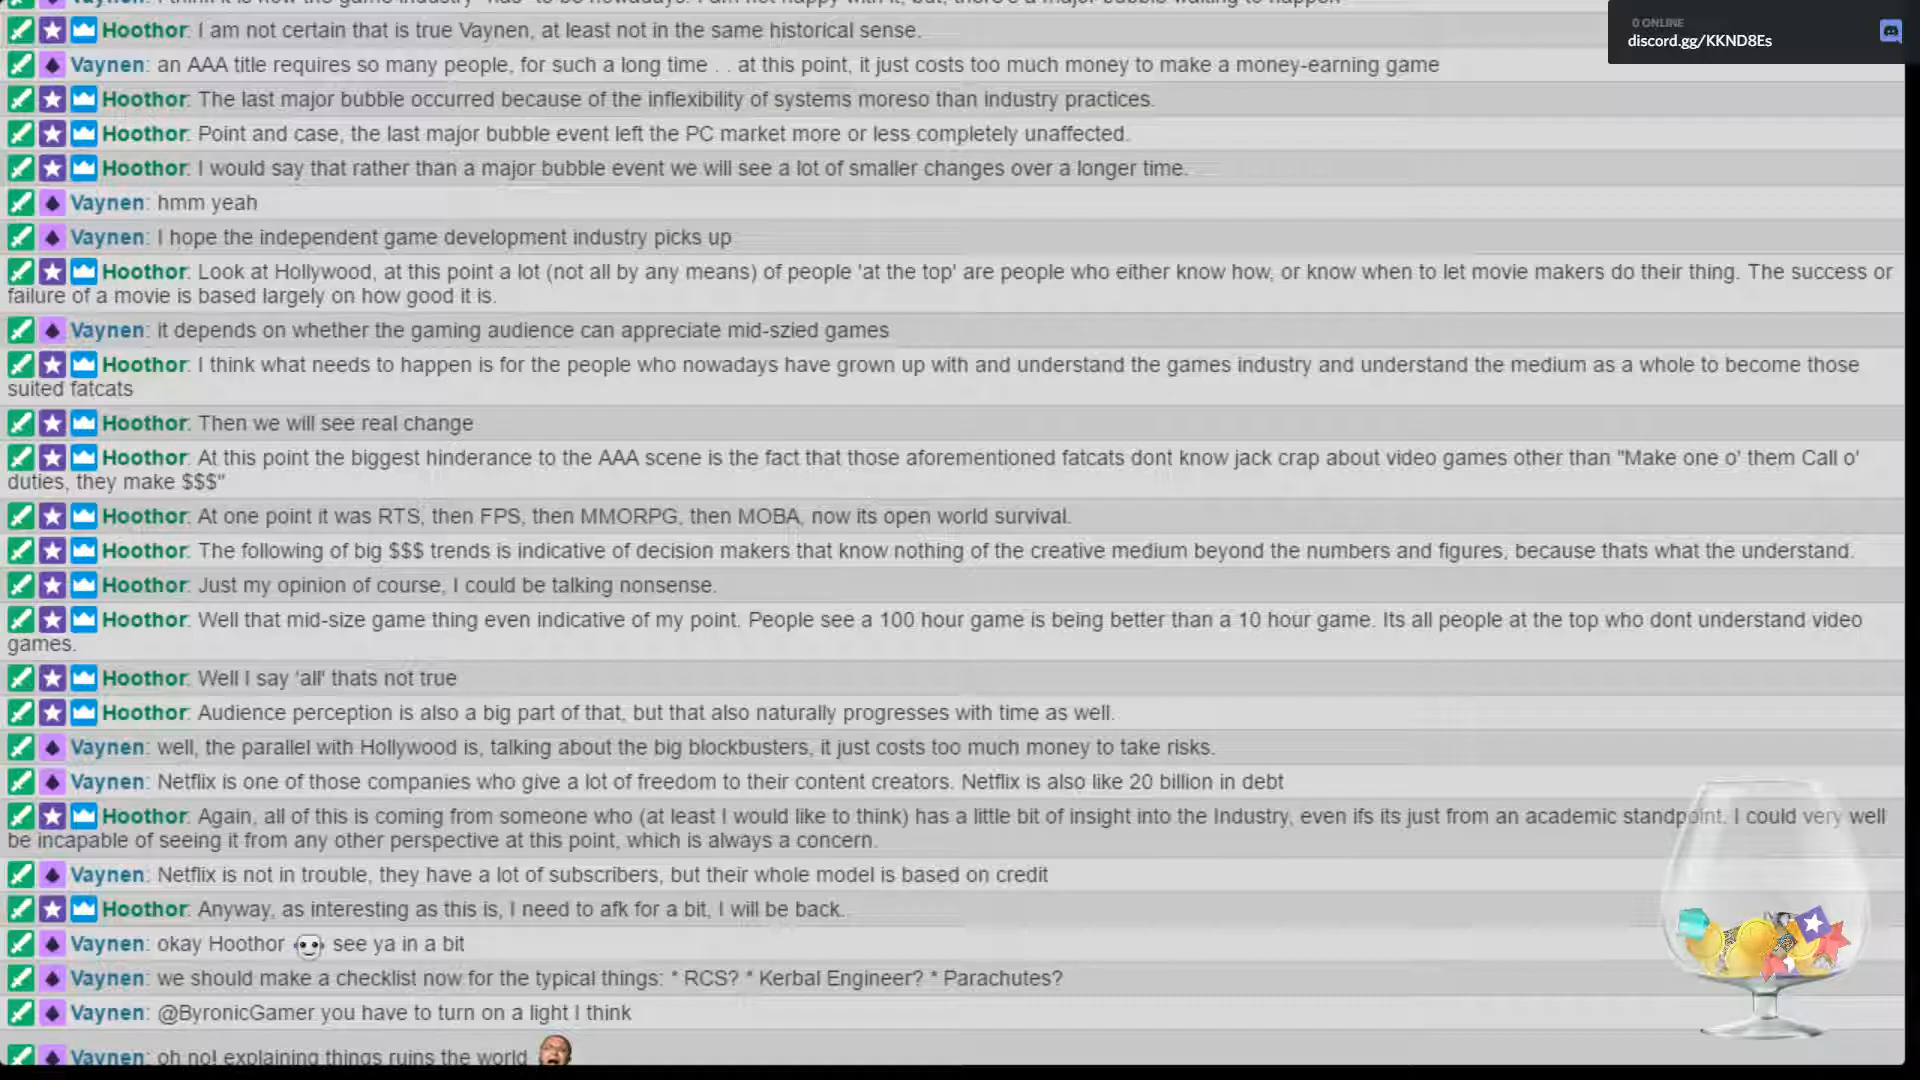 0 ONLINE
discord.gg/KKND8Es
Hoothor: I am not certain that is true Vaynen, at least not in the same historical sense.
Vaynen: an AAA title requires so many people, for such a long time . . at this point, it just costs too much money to make a money-earning game
Hoothor: The last major bubble occurred because of the inflexibility of systems moreso than industry practices.
Hoothor: Point and case, the last major bubble event left the PC market more or less completely unaffected.
Hoothor: I would say that rather than a major bubble event we will see a lot of smaller changes over a longer time.
Vaynen: hmm yeah
Vaynen: I hope the independent game development industry picks up
Hoothor: Look at Hollywood, at this point a lot (not all by any means) of people 'at the top' are people who either know how, or know when to let movie makers do their thing. The success or
failure of a movie is based largely on how good it is.
Vaynen: it depends on whether the gaming audience can appreciate mid-szied games
Hoothor: I think what needs to happen is for the people who nowadays have grown up with and understand the games industry and understand the medium as a whole to become those
suited fatcats
Hoothor: Then we will see real change
Hoothor: At this point the biggest hinderance to the AAA scene is the fact that those aforementioned fatcats dont know jack crap about video games other than "Make one o' them Call o'
duties, they make $$$"
Hoothor: At one point it was RTS, then FPS, then MMORPG, then MOBA, now its open world survival.
Hoothor: The following of big $$$ trends is indicative of decision makers that know nothing of the creative medium beyond the numbers and figures, because thats what the understand.
Hoothor: Just my opinion of course, I could be talking nonsense.
Hoothor: Well that mid-size game thing even indicative of my point. People see a 100 hour game is being better than a 10 hour game. Its all people at the top who dont understand video
games.
Hoothor: Well I say 'all' thats not true
Hoothor: Audience perception is also a big part of that, but that also naturally progresses with time as well.
Vaynen: well, the parallel with Hollywood is, talking about the big blockbusters, it just costs too much money to take risks.
Vaynen: Netflix is one of those companies who give a lot of freedom to their content creators. Netflix is also like 20 billion in debt
Hoothor: Again, all of this is coming from someone who (at least I would like to think) has a little bit of insight into the Industry, even ifs its just from an academic standpoint. I could very well
be incapable of seeing it from any other perspective at this point, which is always a concern.
Vaynen: Netflix is not in trouble, they have a lot of subscribers, but their whole model is based on credit
Hoothor: Anyway, as interesting as this is, I need to afk for a bit, I will be back.
Vaynen: okay Hoothor see ya in a bit
Vaynen: we should make a checklist now for the typical things: * RCS? * Kerbal Engineer? * Parachutes?
Vaynen: @ByronicGamer you have to turn on a light I think
Vaynen: oh no! explaining things ruins the world